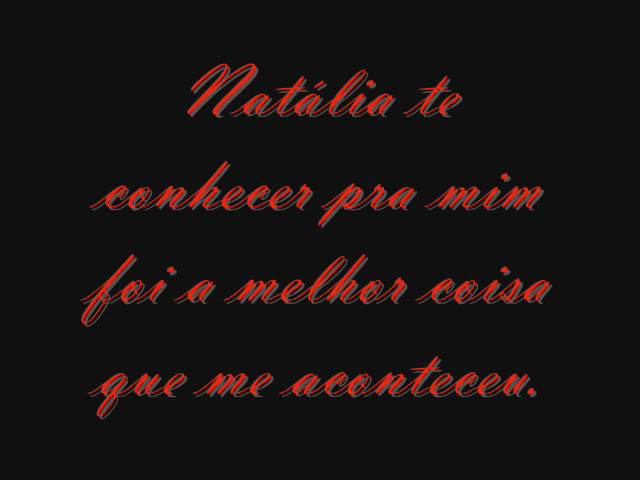 Natália te
conhecer pra mim
foi a melhor coisa
que me aconteceu.